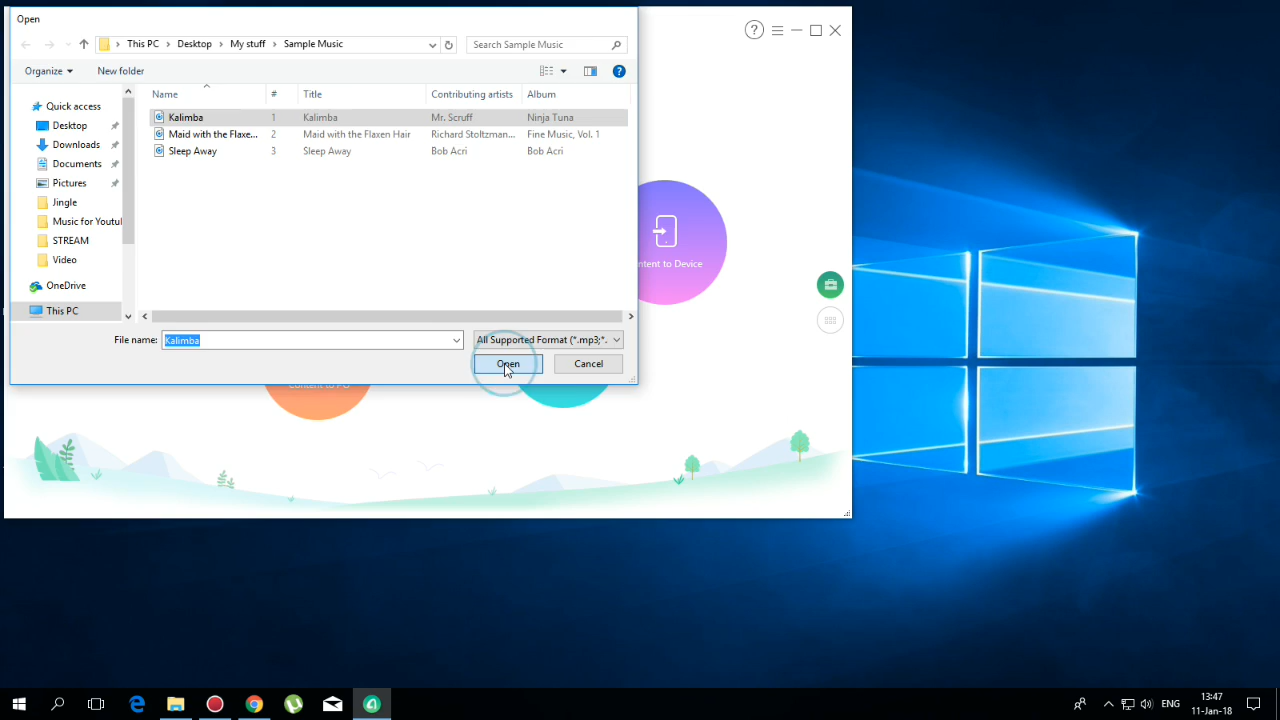 Open
This PC > Desktop > My stuff > Sample Music
Search Sample Music
Organize
New folder
Name # Title Contributing artists Album
Kalimba 1 Kalimba Mr. Scruff Ninja Tuna
Maid with the Flaxe... 2 Maid with the Flaxen Hair Richard Stoltzman... Fine Music, Vol. 1
Sleep Away 3 Sleep Away Bob Acri Bob Acri
Quick access
Desktop
Downloads
Documents
Pictures
Jingle
Music for Youtul
STREAM
Video
OneDrive
This PC
ntent to Device
File name: Kalimba
All Supported Format (*.mp3;*.
Open
Cancel
Content to PC
ENG
13:47
11-Jan-18